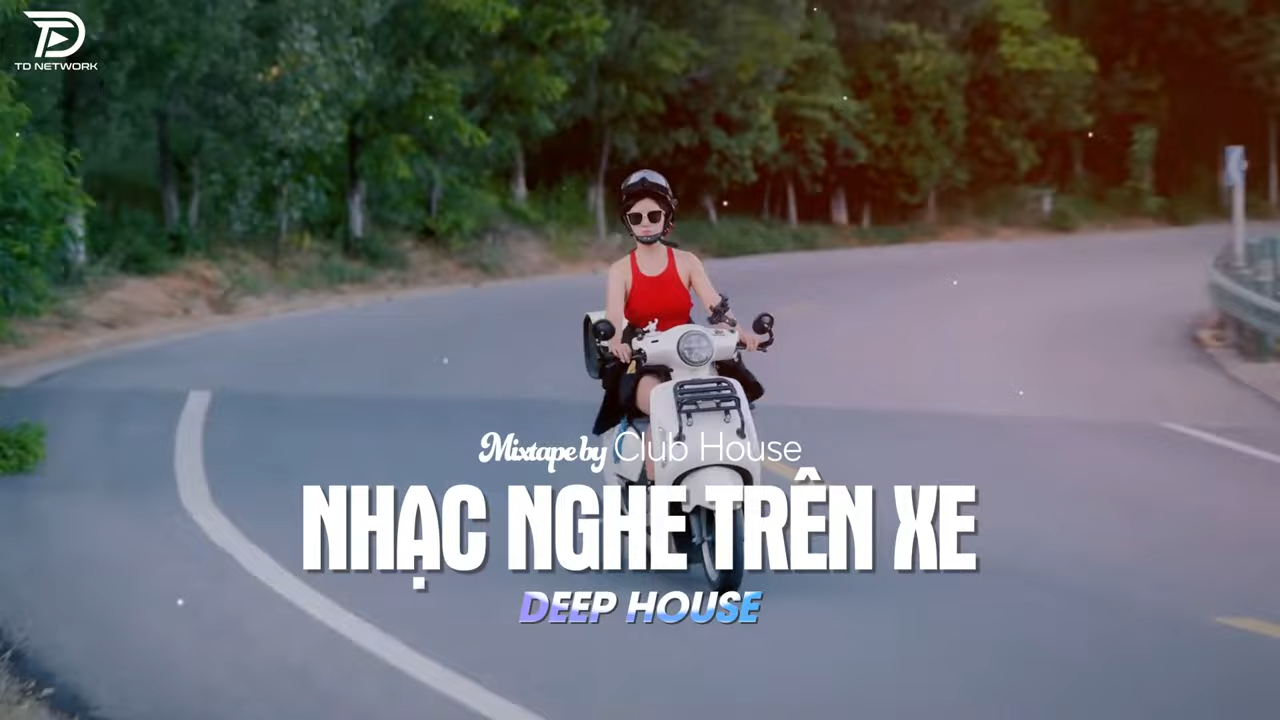 TD NETWORK
Mixtape by Club House
NHẠC NGHE TRÊN XE
DEEP HOUSE